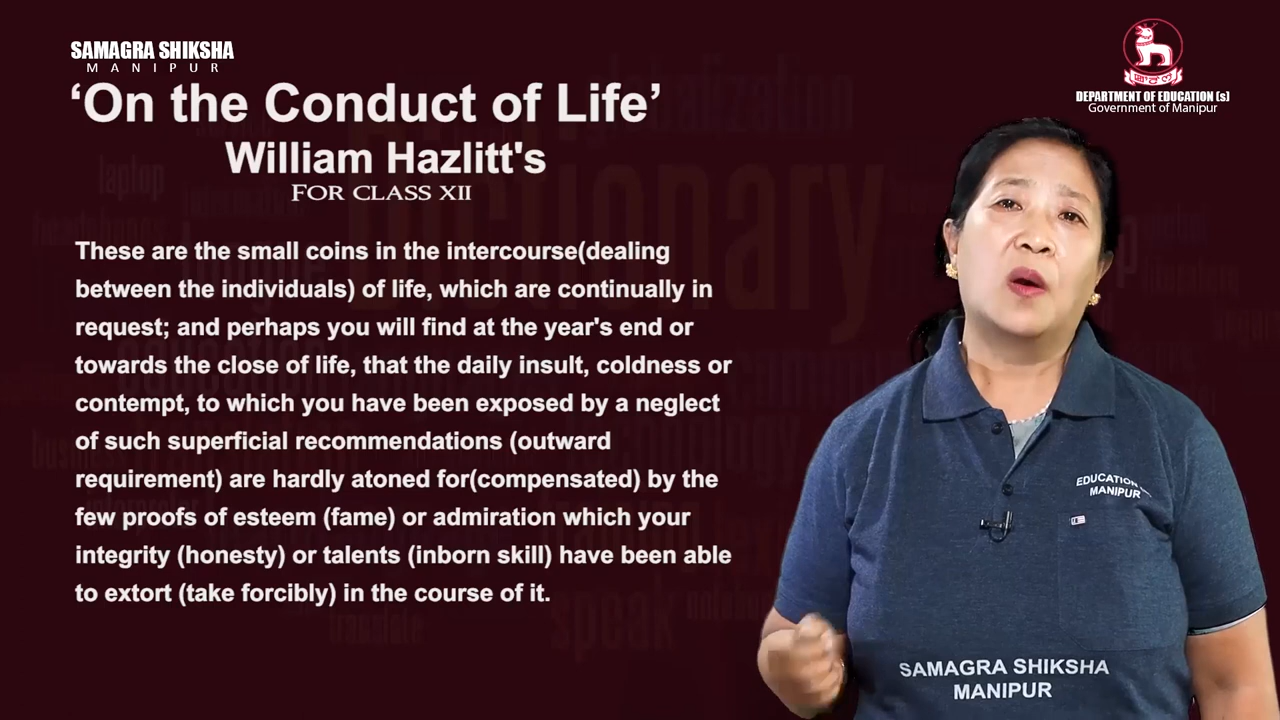 SAMAGRA SHIKSHA
MANIPUR
‘On the Conduct of Life’
William Hazlitt's
FOR CLASS XII
These are the small coins in the intercourse(dealing
between the individuals) of life, which are continually in
request; and perhaps you will find at the year's end or
towards the close of life, that the daily insult, coldness or
contempt, to which you have been exposed by a neglect
of such superficial recommendations (outward
requirement) are hardly atoned for(compensated) by the
few proofs of esteem (fame) or admiration which your
integrity (honesty) or talents (inborn skill) have been able
to extort (take forcibly) in the course of it.
DEPARTMENT OF EDUCATION (s)
Government of Manipur
EDUCATION
MANIPUR
SAMAGRA SHIKSHA
MANIPUR
laptop
dictionary
speak
translate